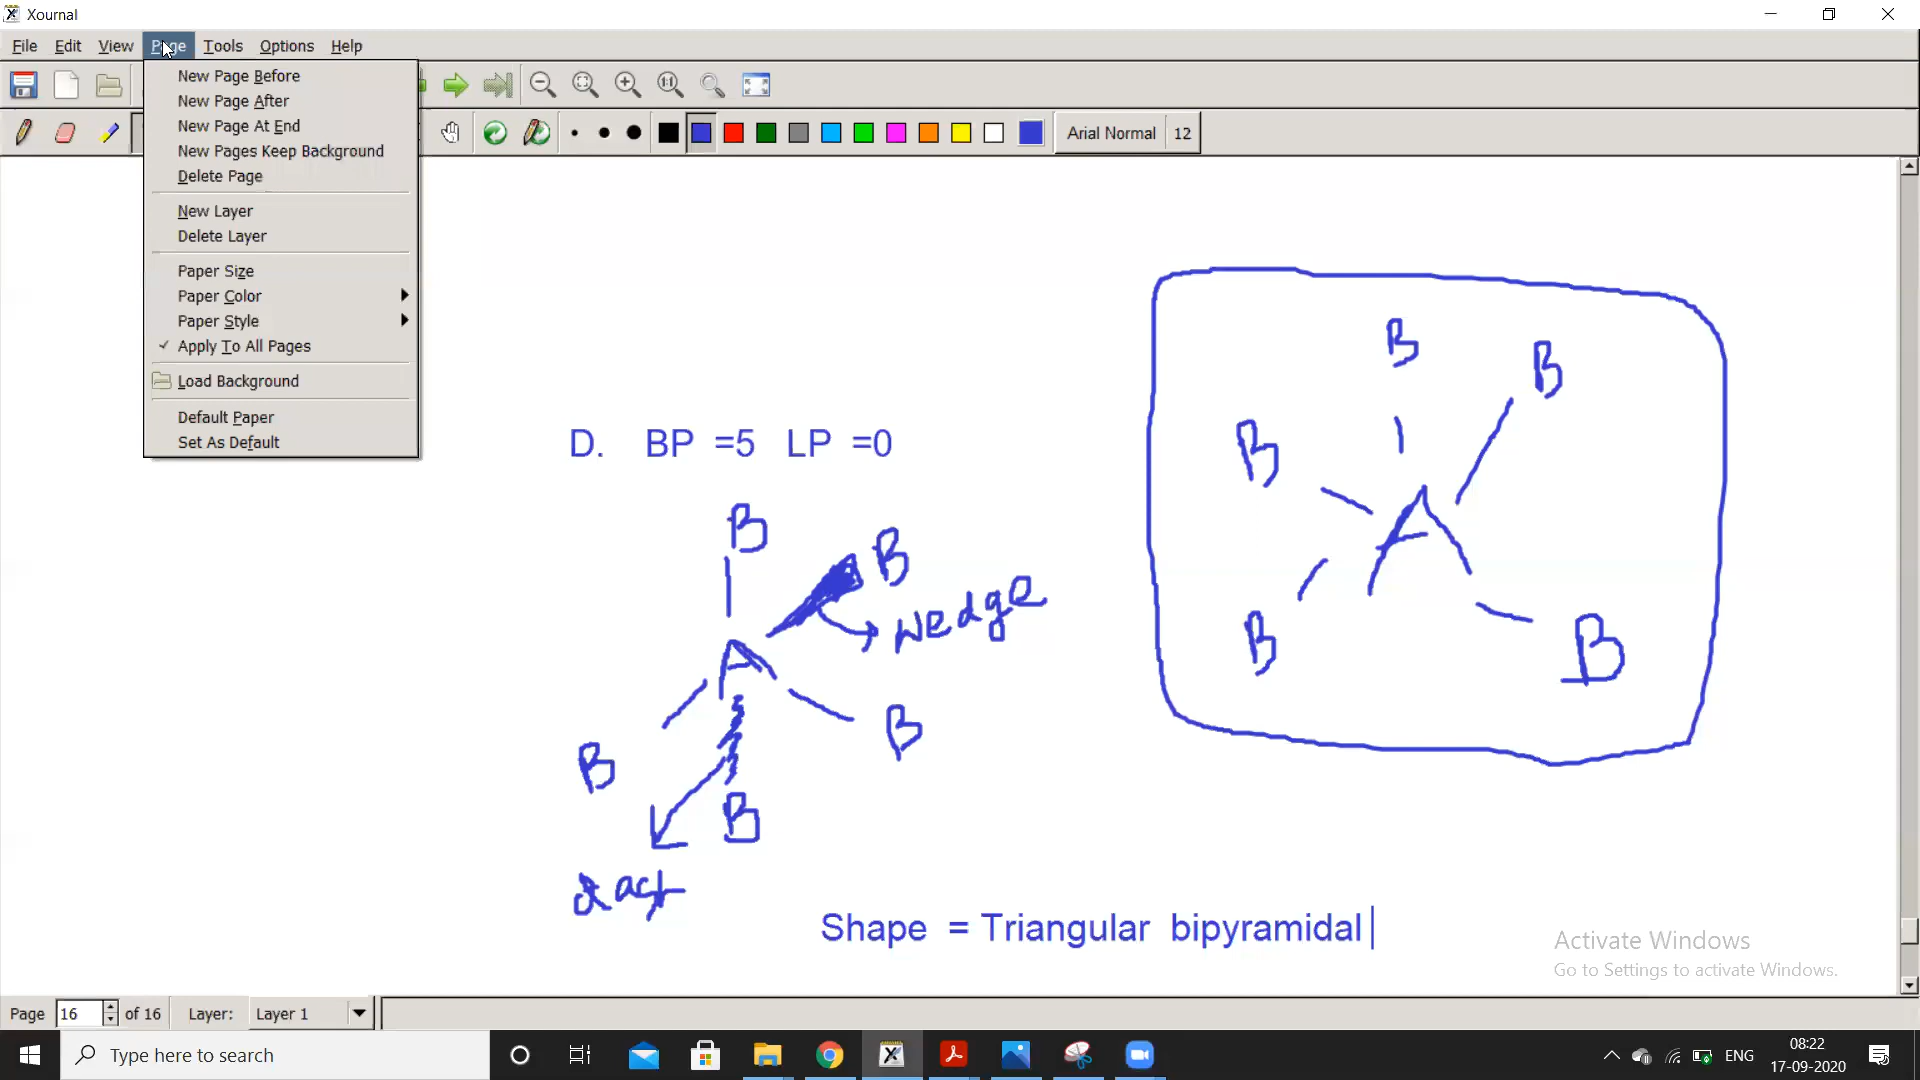 Xournal
File Edit View Page Tools Options Help
New Page Before
New Page After
New Page At End
New Pages Keep Background
Delete Page
New Layer
Delete Layer
Paper Size
Paper Color
Paper Style
Apply To All Pages
Load Background
Default Paper
Set As Default
Arial Normal 12
D. BP =5 LP =0
B
B
wedge
A
B
B
B
B
B
B
A
B
B
Shape = Triangular bipyramidal
Activate Windows
Go to Settings to activate Windows.
Page 16 of 16 Layer: Layer 1
Type here to search
ENG
08:22
17-09-2020